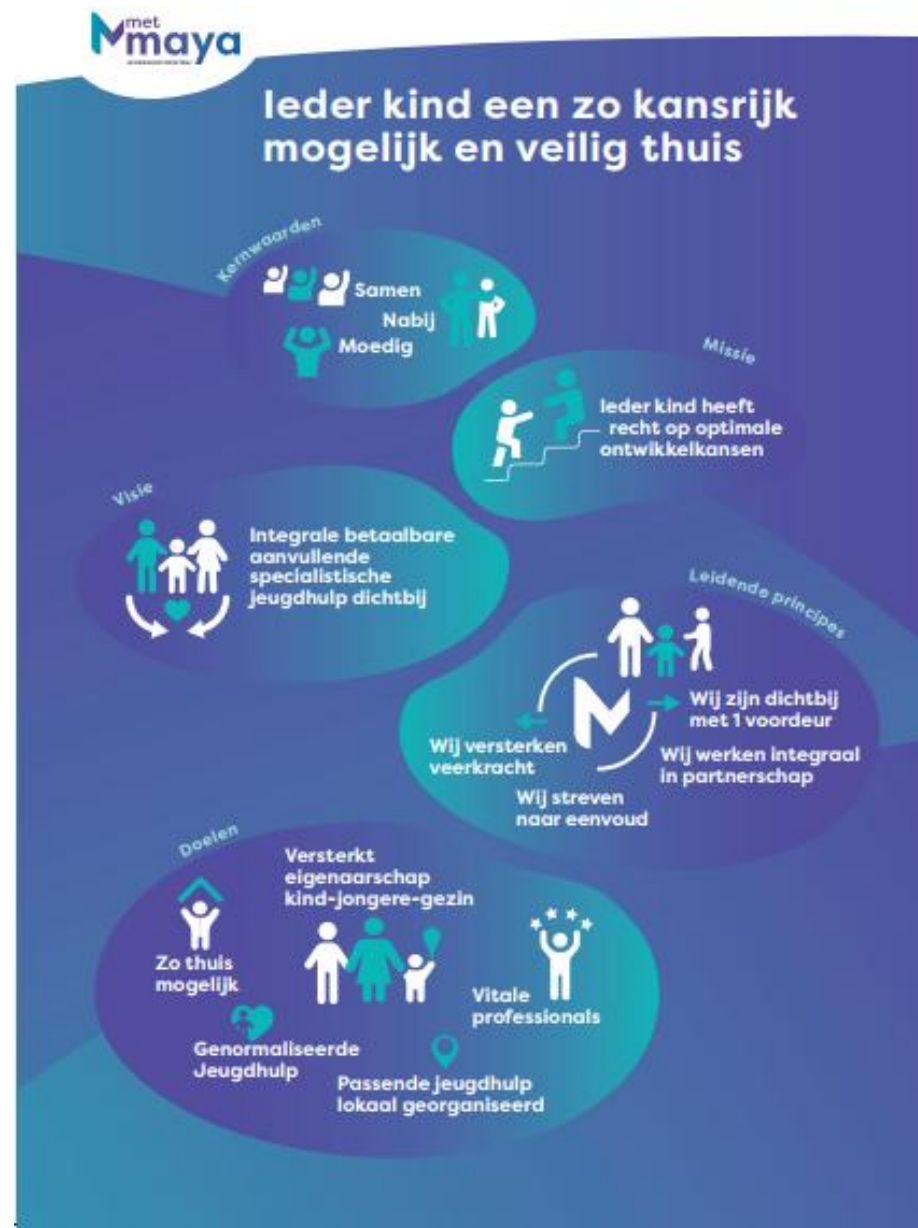 met
maya
Ieder kind een zo kansrijk
mogelijk en veilig thuis
Kernwaarden
Samen
Nabij
Moedig
Missie
Ieder kind heeft
recht op optimale
ontwikkelkansen
Visie
Integrale betaalbare
aanvullende
specialistische
jeugdhulp dichtbij
Leidende principes
Wij zijn dichtbij
met 1 voordeur
Wij versterken
veerkracht
Wij werken integraal
in partnerschap
Wij streven
naar eenvoud
Doelen
Versterkt
eigenaarschap
kind-jongere-gezin
Zo thuis
mogelijk
Vitale
professionals
Genormaliseerde
Jeugdhulp
Passende jeugdhulp
lokaal georganiseerd